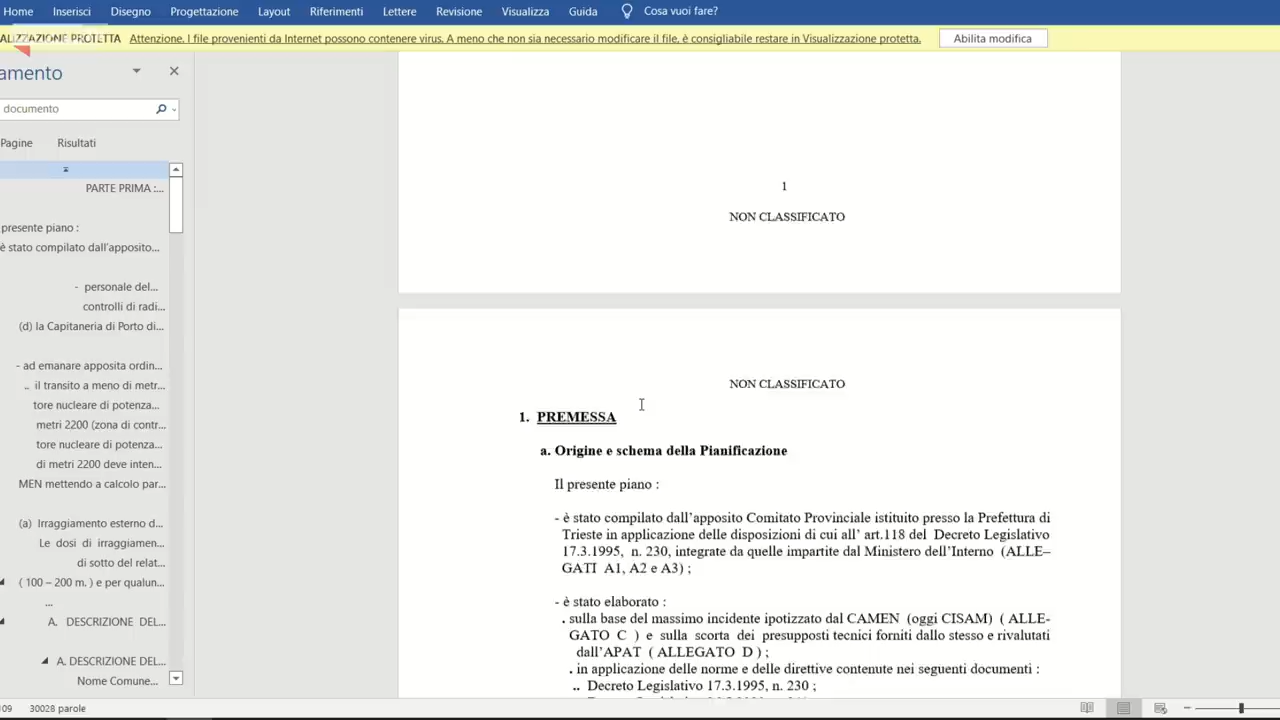 Home Inserisci Disegno Progettazione Layout Riferimenti Lettere Revisione Visualizza Guida Cosa vuoi fare?
ALIZZAZIONE PROTETTA Attenzione. I file provenienti da Internet possono contenere virus. A meno che non sia necessario modificare il file, è consigliabile restare in Visualizzazione protetta. Abilita modifica
amento
documento
Pagine Risultati
PARTE PRIMA :...
presente piano :
è stato compilato dall'apposito...
- personale del...
controlli di radi...
(d) la Capitaneria di Porto di...
- ad emanare apposita ordin...
.. il transito a meno di metr...
tore nucleare di potenza...
metri 2200 (zona di contr...
tore nucleare di potenza...
di metri 2200 deve inten...
MEN mettendo a calcolo par...
(a) Irraggiamento esterno d...
Le dosi di irraggiamen...
di sotto del relat...
( 100 – 200 m. ) e per qualun...
...
A. DESCRIZIONE DEL...
A. DESCRIZIONE DEL...
Nome Comune...
1
NON CLASSIFICATO
NON CLASSIFICATO
1. PREMESSA
a. Origine e schema della Pianificazione
Il presente piano :
- è stato compilato dall'apposito Comitato Provinciale istituito presso la Prefettura di
Trieste in applicazione delle disposizioni di cui all' art.118 del Decreto Legislativo
17.3.1995, n. 230, integrate da quelle impartite dal Ministero dell'Interno (ALLE–
GATI A1, A2 e A3) ;
- è stato elaborato :
. sulla base del massimo incidente ipotizzato dal CAMEN (oggi CISAM) ( ALLE-
GATO C ) e sulla scorta dei presupposti tecnici forniti dallo stesso e rivalutati
dall'APAT ( ALLEGATO D ) ;
. in applicazione delle norme e delle direttive contenute nei seguenti documenti :
.. Decreto Legislativo 17.3.1995, n. 230 ;
109 30028 parole